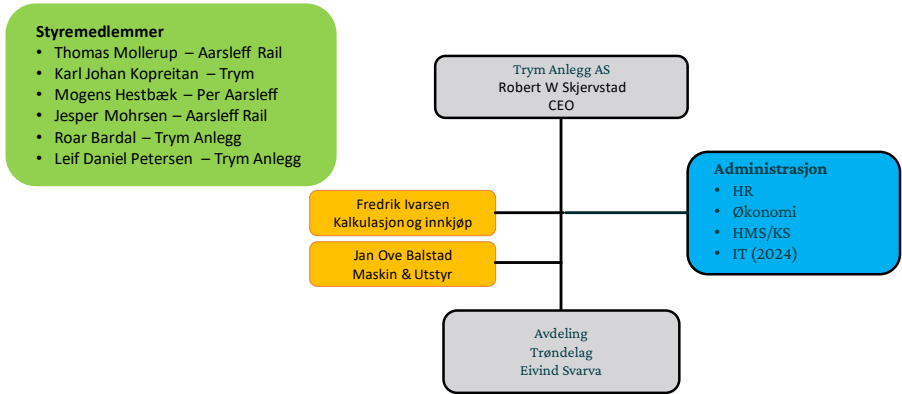 Styremedlemmer
• Thomas Mollerup – Aarsleff Rail
• Karl Johan Kopreitan – Trym
• Mogens Hestbæk – Per Aarsleff
• Jesper Mohrsen – Aarsleff Rail
• Roar Bardal – Trym Anlegg
• Leif Daniel Petersen – Trym Anlegg
Trym Anlegg AS
Robert W Skjervstad
CEO
Fredrik Ivarsen
Kalkulasjon og innkjøp
Administrasjon
• HR
• Økonomi
• HMS/KS
• IT (2024)
Jan Ove Balstad
Maskin & Utstyr
Avdeling
Trøndelag
Eivind Svarva